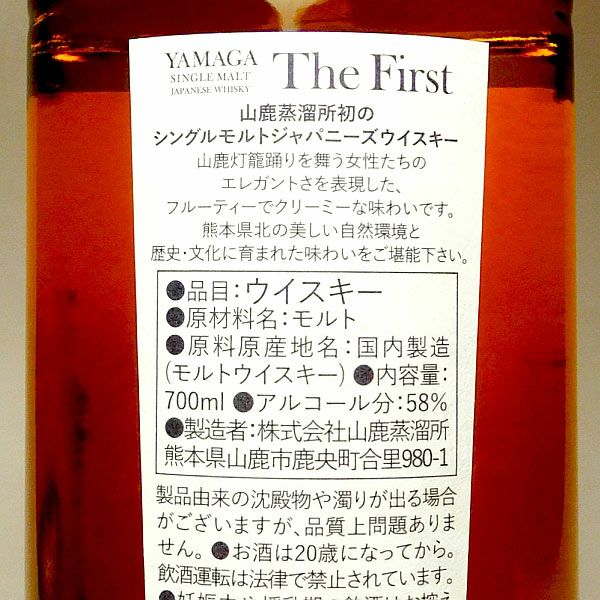 YAMAGA
SINGLE MALT
JAPANESE WHISKY
The First
山鹿蒸溜所初の
シングルモルトジャパニーズウイスキー
山鹿灯籠踊りを舞う女性たちの
エレガントさを表現した、
フルーティーでクリーミーな味わいです。
熊本県北の美しい自然環境と
歴史・文化に育まれた味わいをご堪能下さい。
●品目：ウイスキー
●原材料名：モルト
●原料原産地名：国内製造
(モルトウイスキー) ●内容量：
700ml ●アルコール分：58%
●製造者：株式会社山鹿蒸溜所
熊本県山鹿市鹿央町合里980-1
製品由来の沈殿物や濁りが出る場合
がございますが、品質上問題ありま
せん。●お酒は20歳になってから。
飲酒運転は法律で禁止されています。